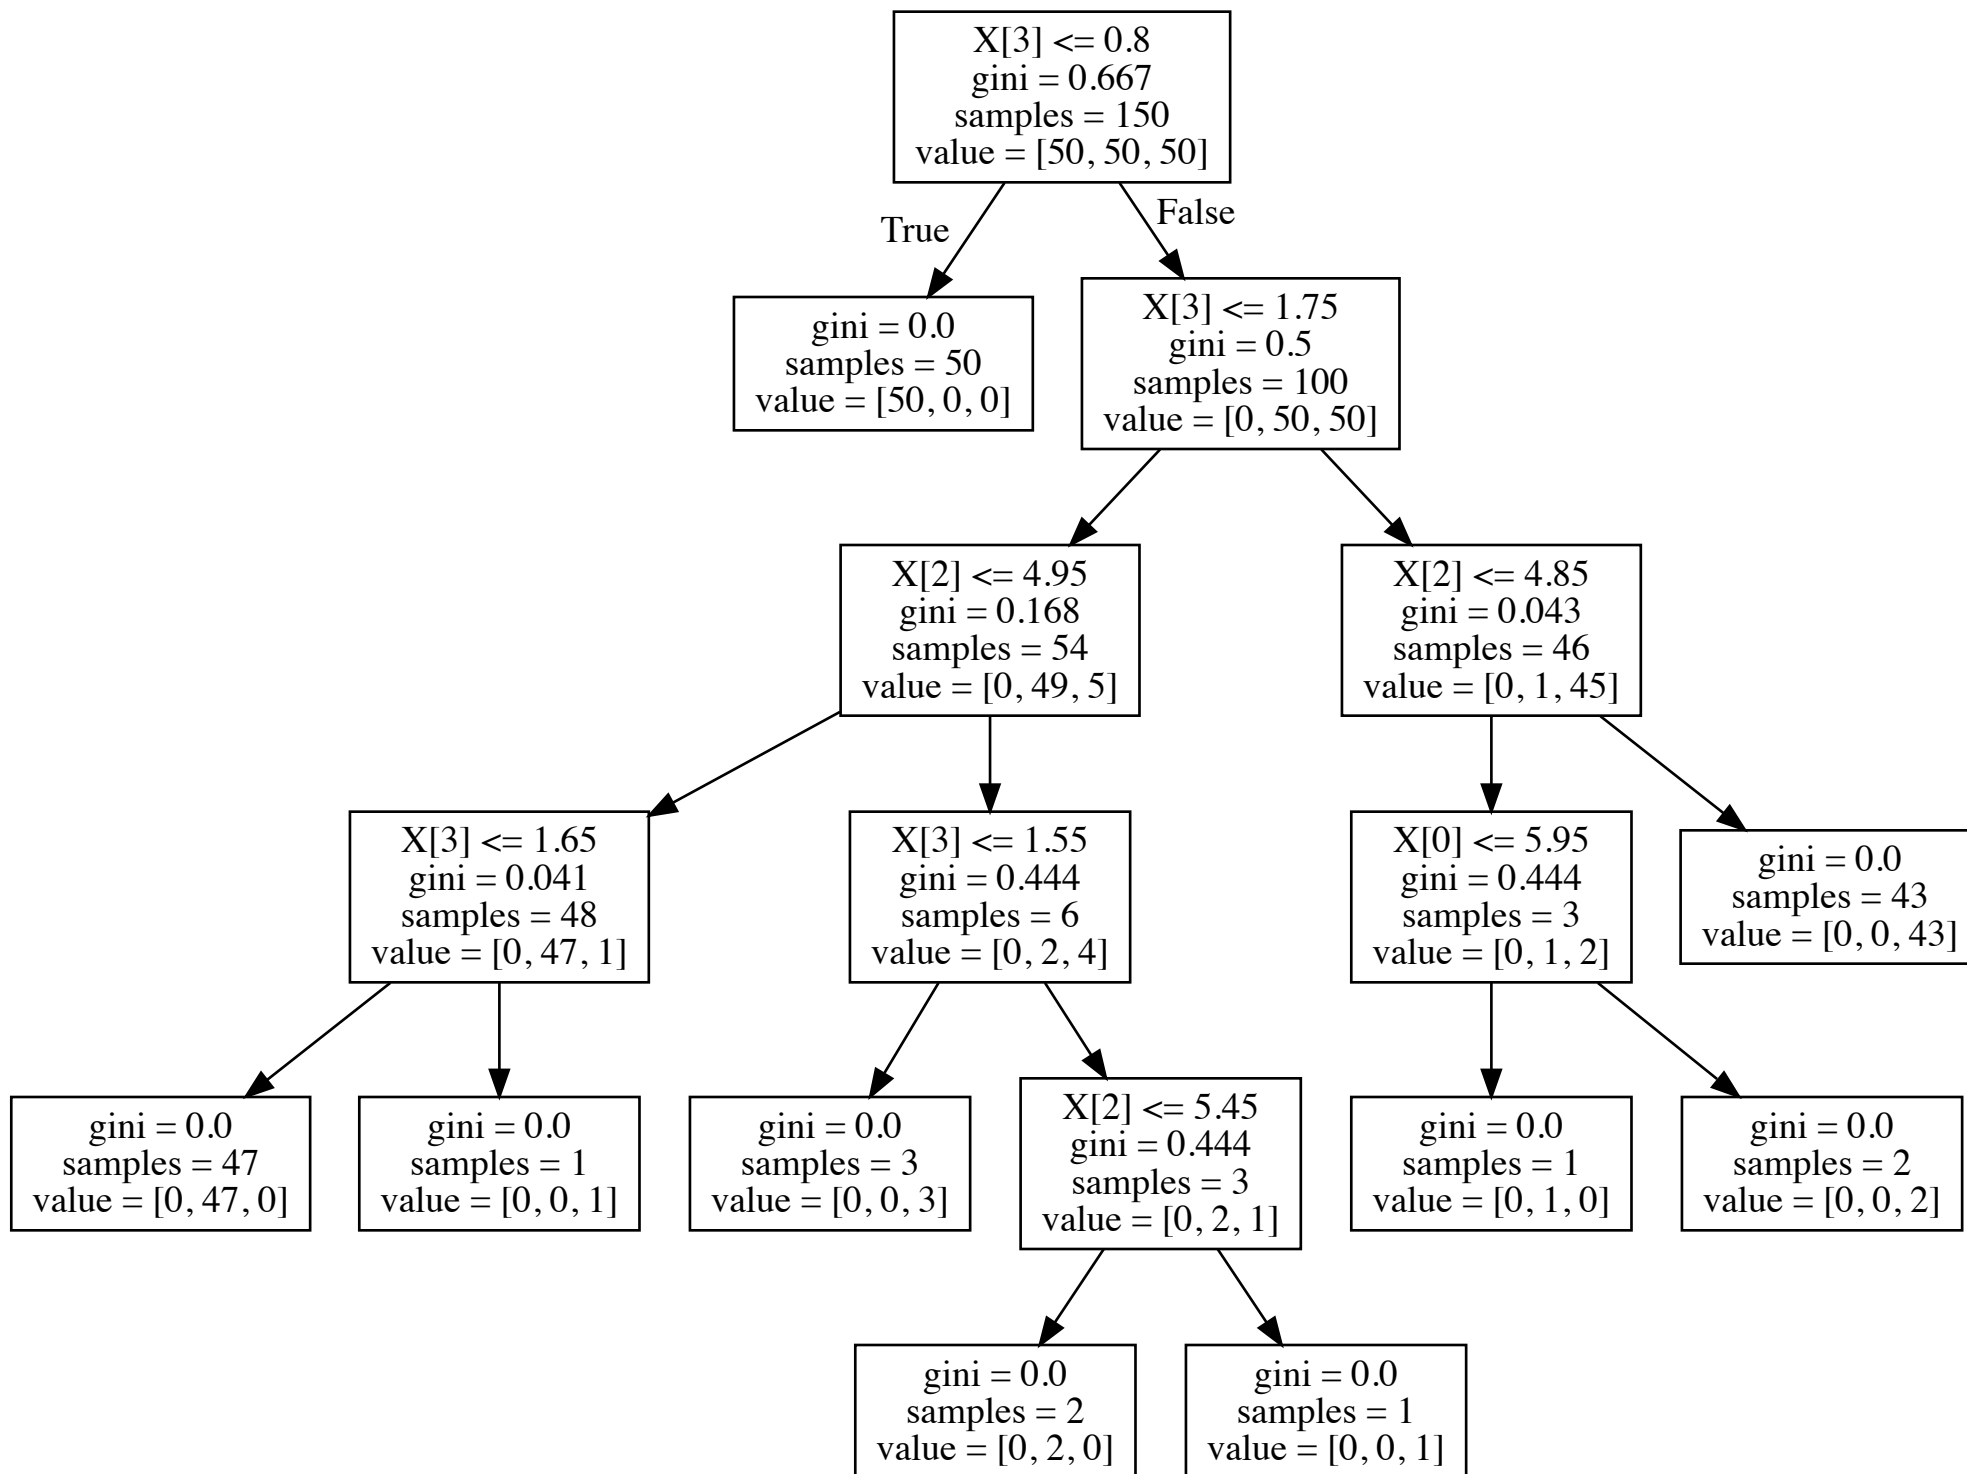 X[3] <= 0.8
gini = 0.667
samples = 150
value = [50, 50, 50]
True
False
gini = 0.0
samples = 50
value = [50, 0, 0]
X[3] <= 1.75
gini = 0.5
samples = 100
value = [0, 50, 50]
X[2] <= 4.95
gini = 0.168
samples = 54
value = [0, 49, 5]
X[2] <= 4.85
gini = 0.043
samples = 46
value = [0, 1, 45]
X[3] <= 1.65
gini = 0.041
samples = 48
value = [0, 47, 1]
X[3] <= 1.55
gini = 0.444
samples = 6
value = [0, 2, 4]
X[0] <= 5.95
gini = 0.444
samples = 3
value = [0, 1, 2]
gini = 0.0
samples = 43
value = [0, 0, 43]
gini = 0.0
samples = 47
value = [0, 47, 0]
gini = 0.0
samples = 1
value = [0, 0, 1]
gini = 0.0
samples = 3
value = [0, 0, 3]
X[2] <= 5.45
gini = 0.444
samples = 3
value = [0, 2, 1]
gini = 0.0
samples = 1
value = [0, 1, 0]
gini = 0.0
samples = 2
value = [0, 0, 2]
gini = 0.0
samples = 2
value = [0, 2, 0]
gini = 0.0
samples = 1
value = [0, 0, 1]